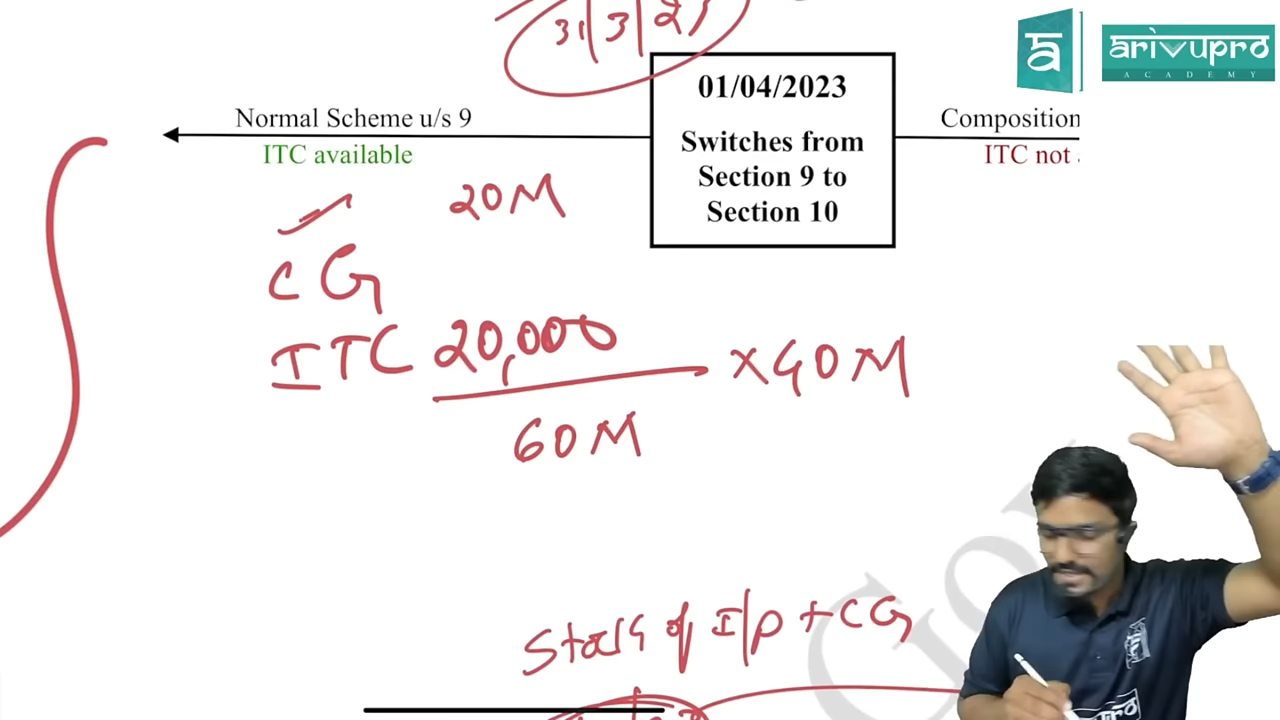 31/3/23
arivupro
ACADEMY
01/04/2023
Switches from
Section 9 to
Section 10
Normal Scheme u/s 9
ITC available
Composition
ITC not
20M
CG
ITC 20,000
60M
×40M
Stock of I/p + CG